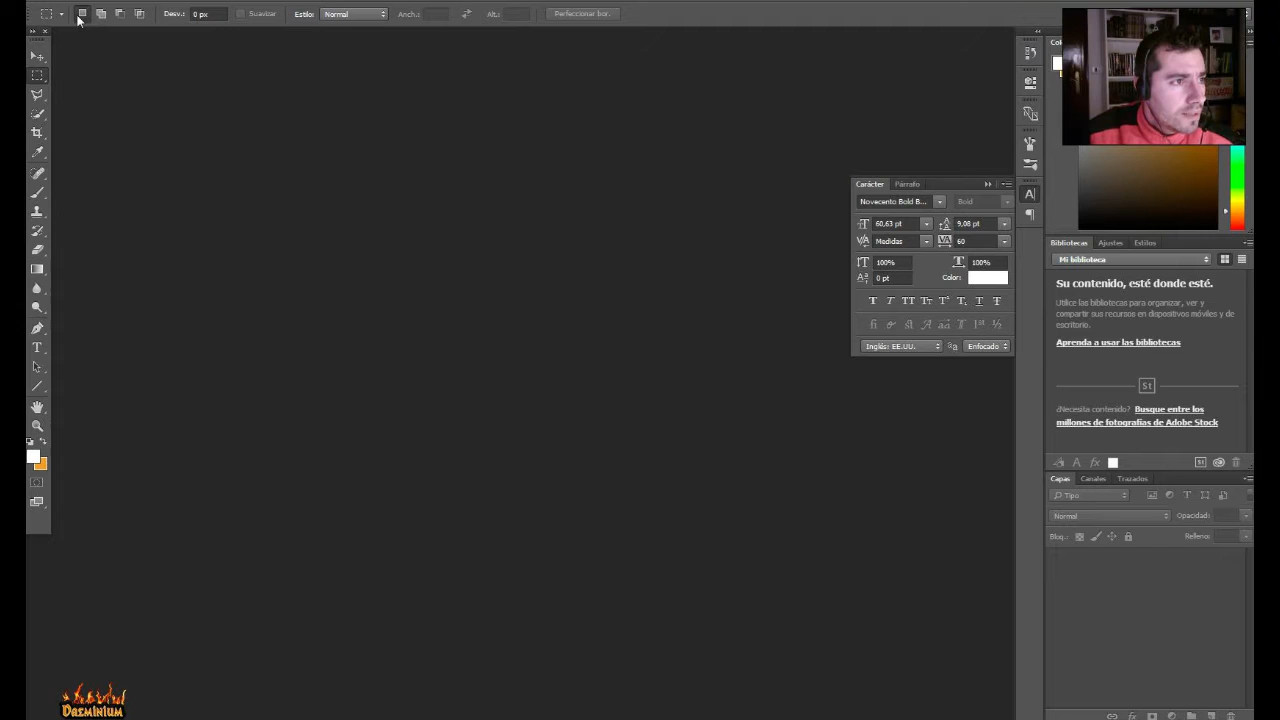 Desv.: 0 px Suavizar Estilo: Normal Anch.: Alt.: Perfeccionar bor.
Carácter Párrafo
Novecento Bold B... Bold
60,63 pt 9,08 pt
Medidas 60
100% 100%
0 pt Color:
Inglés: EE.UU. Enfocado
Bibliotecas Ajustes Estilos
Mi biblioteca
Su contenido, esté donde esté.
Utilice las bibliotecas para organizar, ver y
compartir sus recursos en dispositivos móviles y de
escritorio.
Aprenda a usar las bibliotecas
St
¿Necesita contenido? Busque entre los
millones de fotografías de Adobe Stock
Capas Canales Trazados
Tipo
Normal Opacidad:
Bloq.: Relleno:
Daeminium